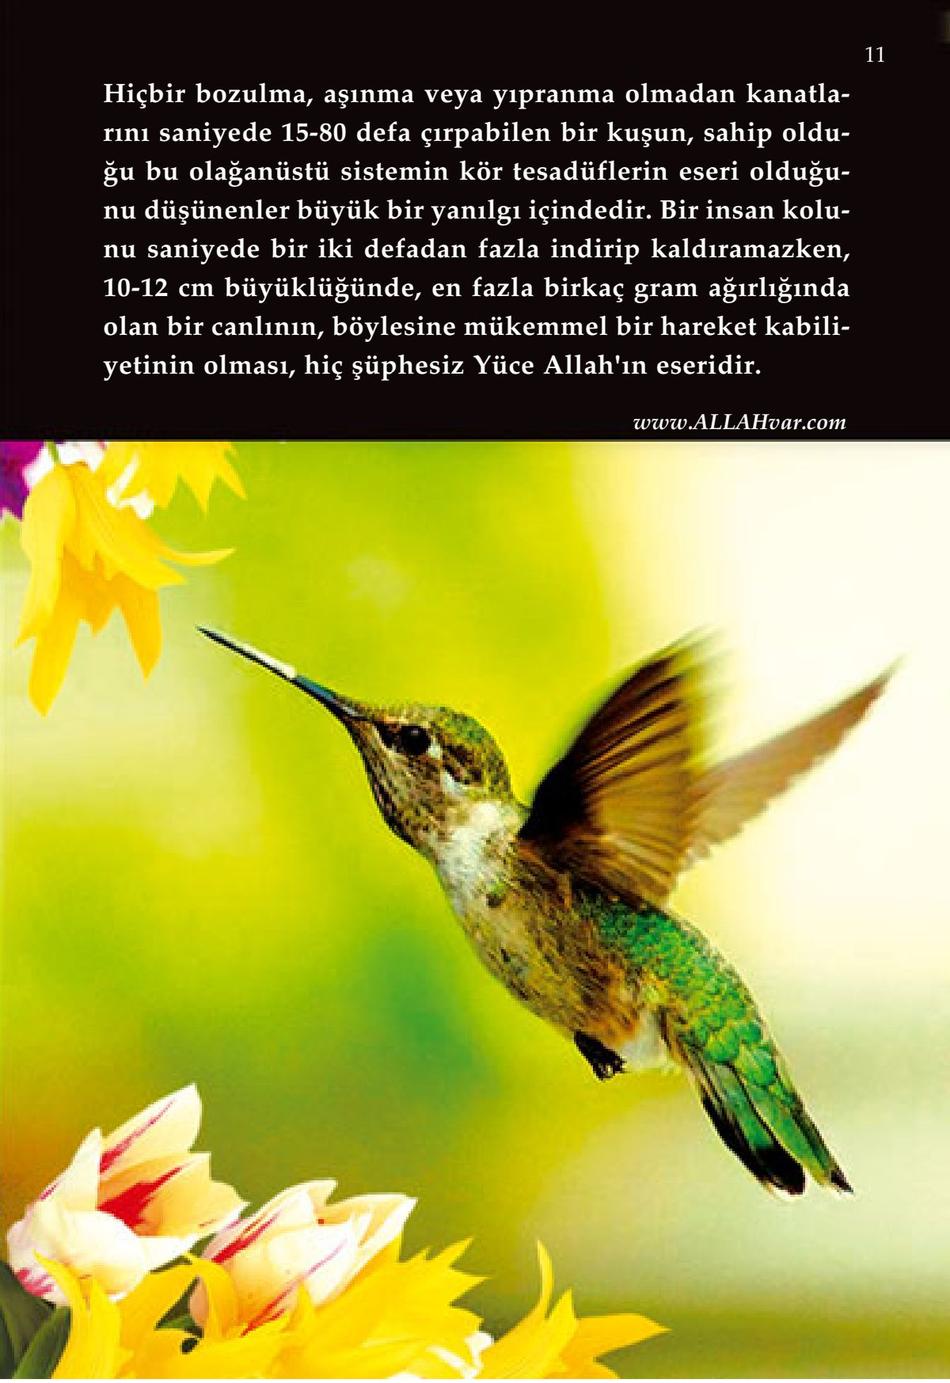 11
Hiçbir bozulma, aşınma veya yıpranma olmadan kanatla-
rını saniyede 15-80 defa çırpabilen bir kuşun, sahip oldu-
ğu bu olağanüstü sistemin kör tesadüflerin eseri olduğu-
nu düşünenler büyük bir yanılgı içindedir. Bir insan kolu-
nu saniyede bir iki defadan fazla indirip kaldıramazken,
10-12 cm büyüklüğünde, en fazla birkaç gram ağırlığında
olan bir canlının, böylesine mükemmel bir hareket kabili-
yetinin olması, hiç şüphesiz Yüce Allah'ın eseridir.
www.ALLAHvar.com